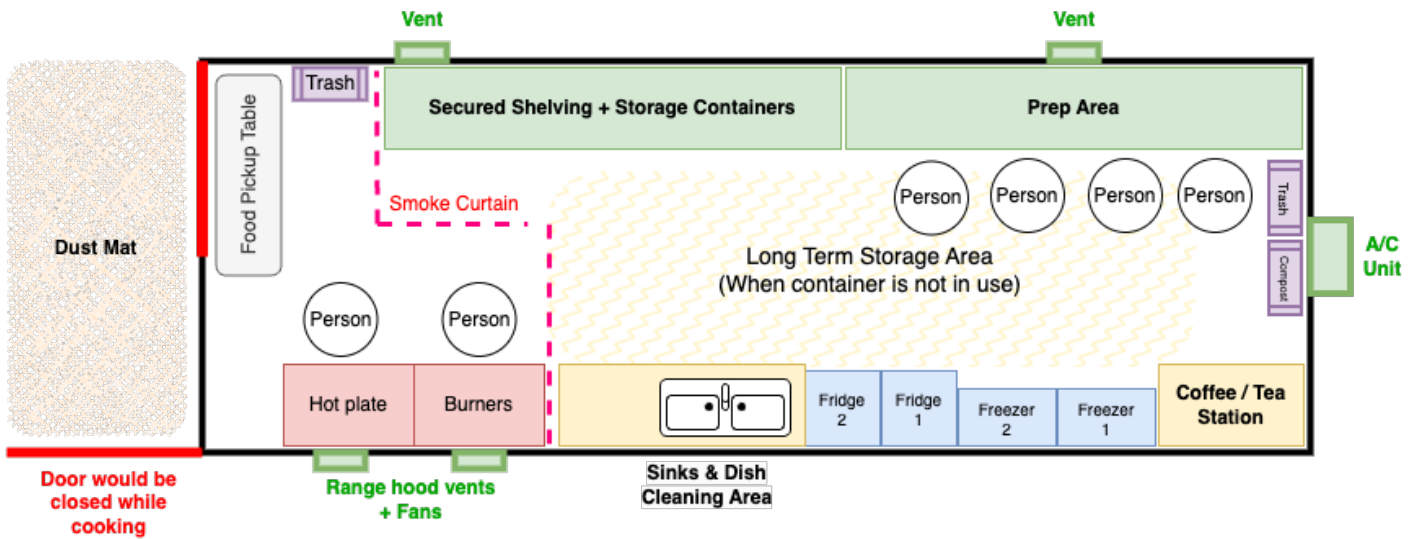 Vent
Vent
Trash
Secured Shelving + Storage Containers
Prep Area
Food Pickup Table
Smoke Curtain
Person
Person
Person
Person
Trash
Dust Mat
Long Term Storage Area
(When container is not in use)
A/C
Unit
Compost
Person
Person
Hot plate
Burners
Fridge
2
Fridge
1
Freezer
2
Freezer
1
Coffee / Tea
Station
Door would be
closed while
cooking
Range hood vents
+ Fans
Sinks & Dish
Cleaning Area